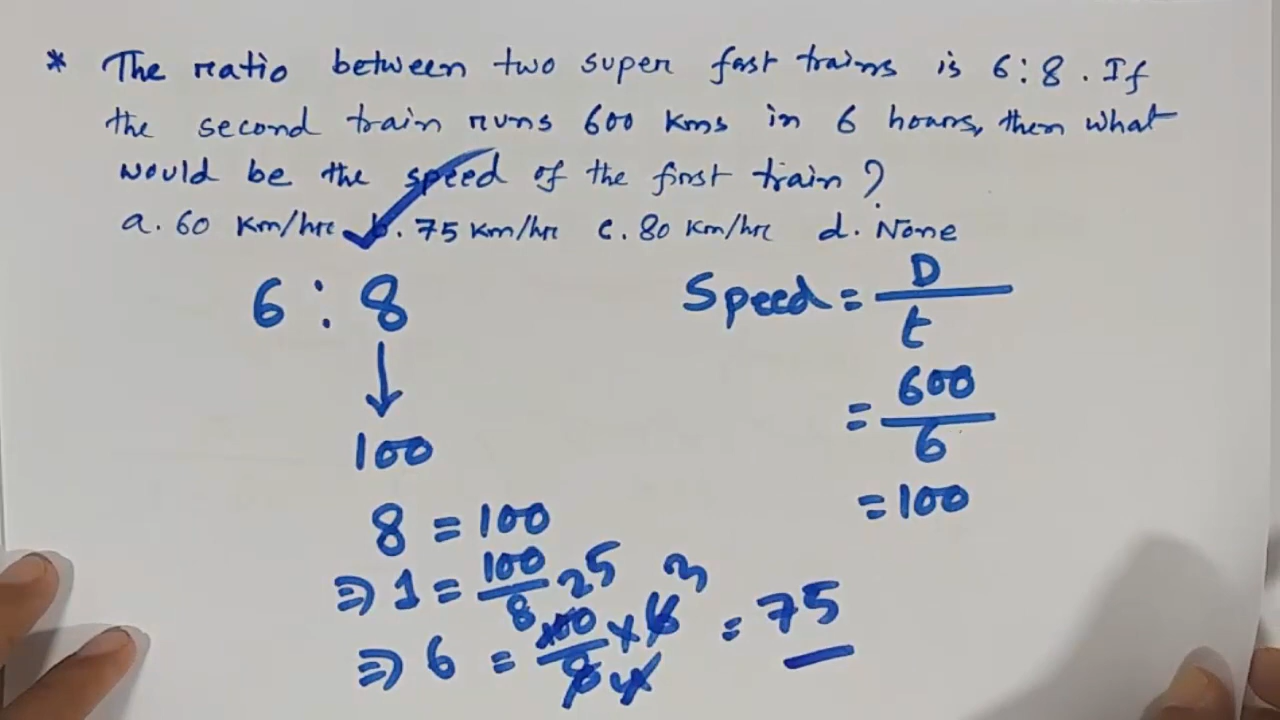 * The ratio between two super fast trains is 6:8. If
the second train runs 600 kms in 6 hours, then what
would be the speed of the first train?
a. 60 Km/hr b. 75 Km/hr c. 80 Km/hr d. None
6 : 8
100
8 = 100
⇒ 1 = 100/8
25 3
⇒ 6 = 100/8 × 6 = 75
4
Speed = D/t
= 600/6
= 100